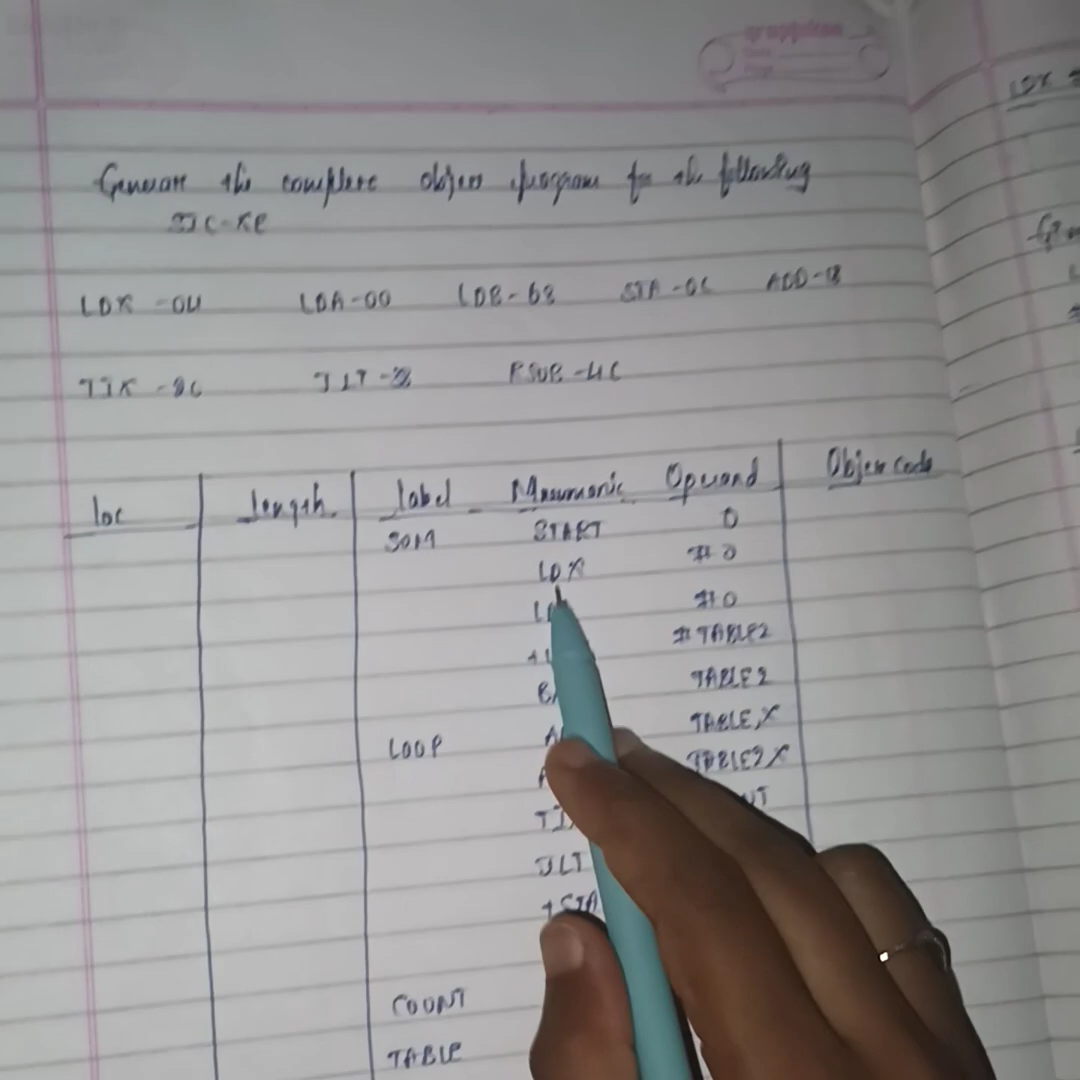 Generate the complete object program for the following
SIC-XE
LDX -04 LDA-00 LDB-68 STA-0C ADD-18
TIX -2C JLT-38 RSUB-4C
loc length. label Mneumonic Operand Object code
SUM START 0
LDX #0
#0
#TABLE2
TABLE2
LOOP TABLE,X
TABLE2,X
JLT
+STA
COUNT
TABLE